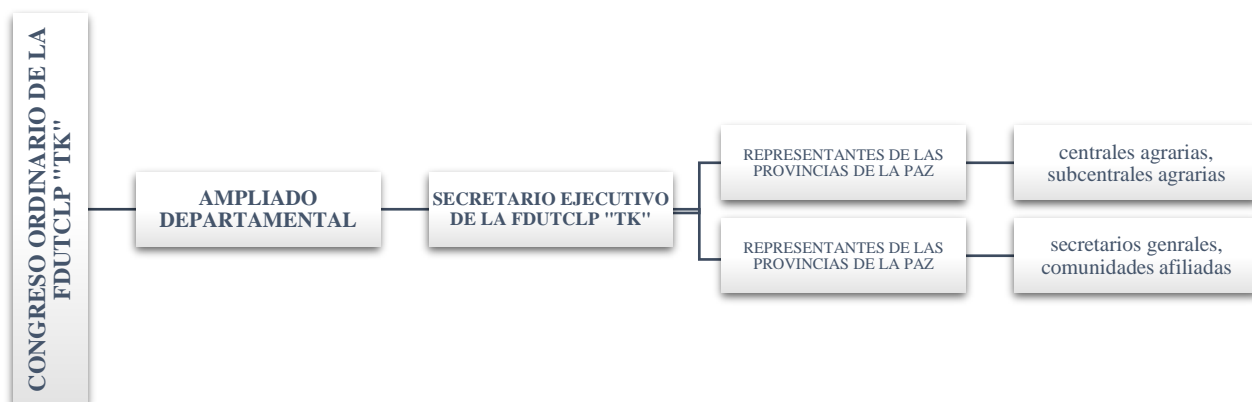 CONGRESO ORDINARIO DE LA
FDUTCLP "TK"
AMPLIADO
DEPARTAMENTAL
SECRETARIO EJECUTIVO
DE LA FDUTCLP "TK"
REPRESENTANTES DE LAS
PROVINCIAS DE LA PAZ
centrales agrarias,
subcentrales agrarias
REPRESENTANTES DE LAS
PROVINCIAS DE LA PAZ
secretarios genrales,
comunidades afiliadas